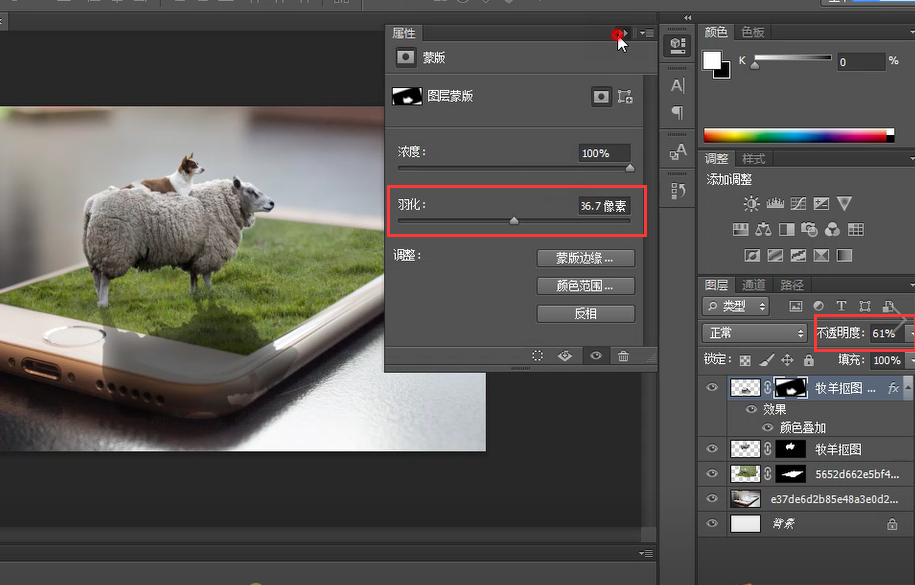 属性
蒙版
图层蒙版
浓度：
100%
羽化：
36.7 像素
调整：
蒙版边缘...
颜色范围...
反相
A|
¶
A
颜色
色板
K
0
%
调整
样式
添加调整
图层
通道
路径
类型
T
正常
不透明度：
61%
锁定：
填充：
100%
牧羊抠图 ...
fx
效果
颜色叠加
牧羊抠图
5652d662e5bf4...
e37de6d2b85e48a3e0d2...
背景